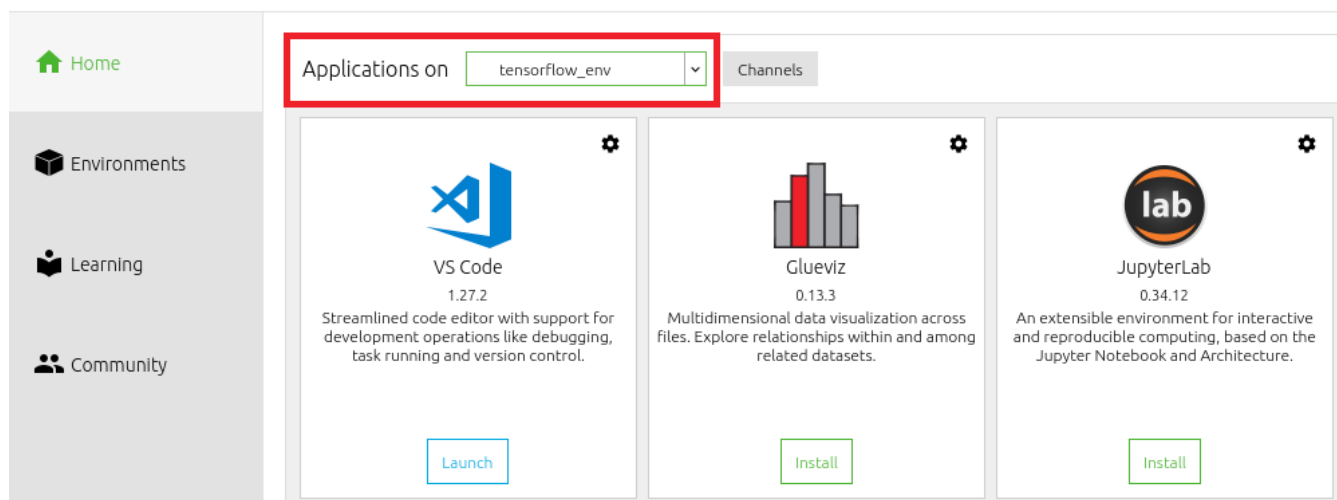 Home
Environments
Learning
Community
Applications on tensorflow_env Channels
VS Code
1.27.2
Streamlined code editor with support for
development operations like debugging,
task running and version control.
Launch
Glueviz
0.13.3
Multidimensional data visualization across
files. Explore relationships within and among
related datasets.
Install
lab
JupyterLab
0.34.12
An extensible environment for interactive
and reproducible computing, based on the
Jupyter Notebook and Architecture.
Install